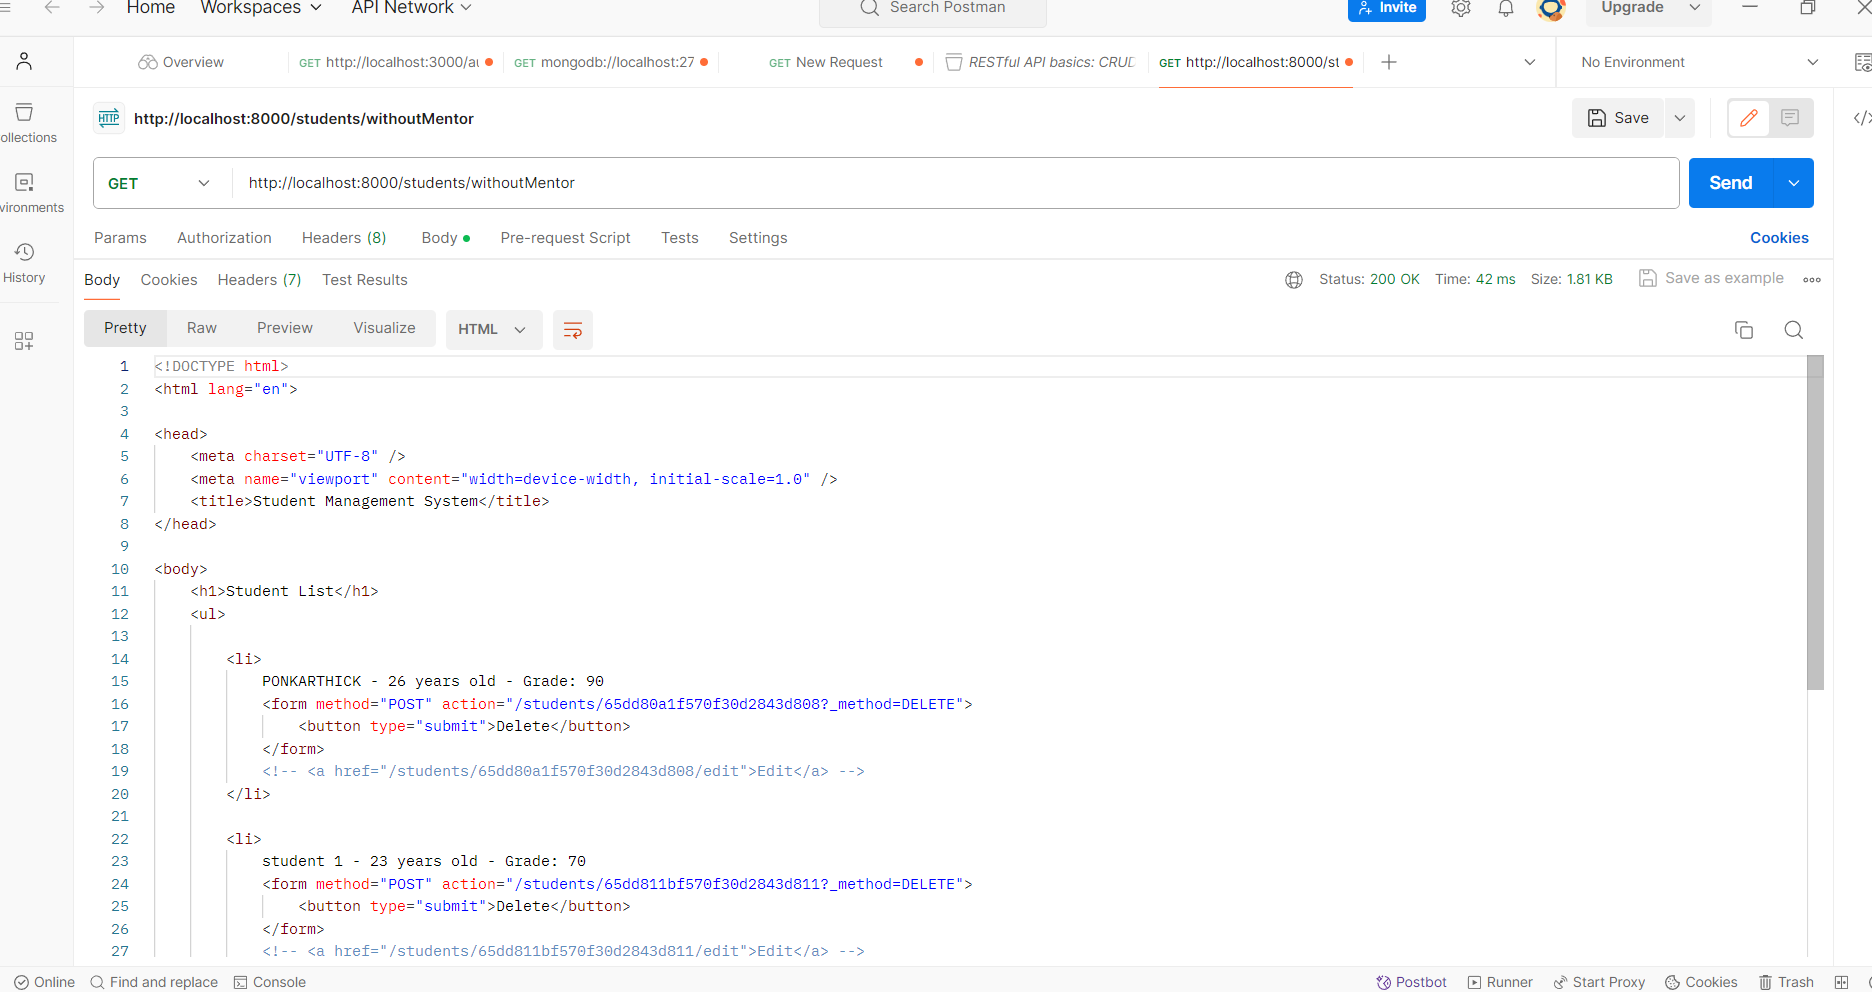 Home Workspaces API Network Search Postman Invite Upgrade
Overview GET http://localhost:3000/au GET mongodb://localhost:27 GET New Request RESTful API basics: CRUD GET http://localhost:8000/st No Environment
HTTP http://localhost:8000/students/withoutMentor Save
ollections
GET http://localhost:8000/students/withoutMentor Send
vironments
Params Authorization Headers (8) Body Pre-request Script Tests Settings Cookies
History
Body Cookies Headers (7) Test Results Status: 200 OK Time: 42 ms Size: 1.81 KB Save as example
Pretty Raw Preview Visualize HTML
1 <!DOCTYPE html>
2 <html lang="en">
3
4 <head>
5 <meta charset="UTF-8" />
6 <meta name="viewport" content="width=device-width, initial-scale=1.0" />
7 <title>Student Management System</title>
8 </head>
9
10 <body>
11 <h1>Student List</h1>
12 <ul>
13
14 <li>
15 PONKARTHICK - 26 years old - Grade: 90
16 <form method="POST" action="/students/65dd80a1f570f30d2843d808?_method=DELETE">
17 <button type="submit">Delete</button>
18 </form>
19 <!-- <a href="/students/65dd80a1f570f30d2843d808/edit">Edit</a> -->
20 </li>
21
22 <li>
23 student 1 - 23 years old - Grade: 70
24 <form method="POST" action="/students/65dd811bf570f30d2843d811?_method=DELETE">
25 <button type="submit">Delete</button>
26 </form>
27 <!-- <a href="/students/65dd811bf570f30d2843d811/edit">Edit</a> -->
Online Find and replace Console Postbot Runner Start Proxy Cookies Trash